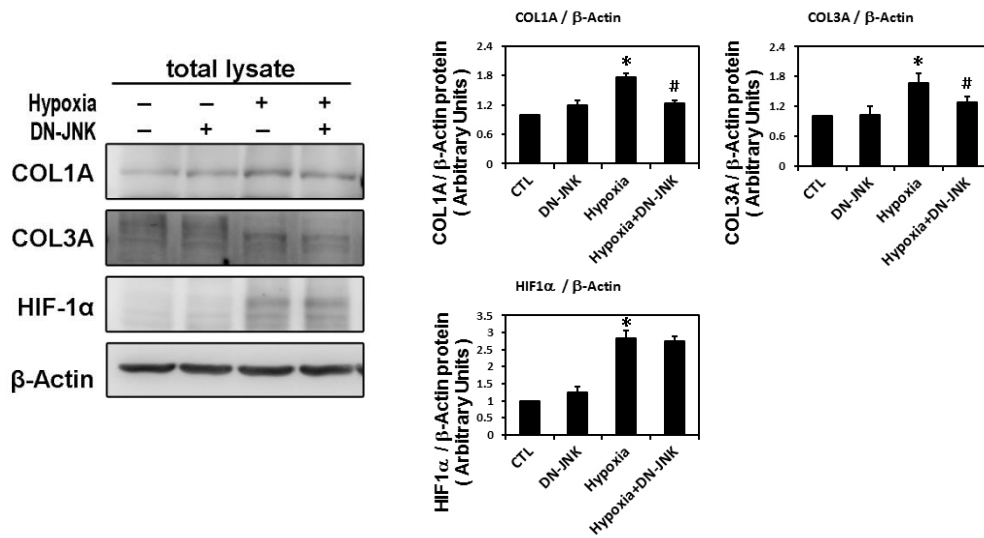 total lysate
Hypoxia – – + +
DN-JNK – + – +
COL1A
COL3A
HIF-1α
β-Actin
COL1A / β-Actin
COL1A / β-Actin protein
( Arbitrary Units )
2.4
1.8
1.2
0.6
0
*
#
CTL
DN-JNK
Hypoxia
Hypoxia+DN-JNK
COL3A / β-Actin
COL3A / β-Actin protein
( Arbitrary Units )
2.4
1.8
1.2
0.6
0
*
#
CTL
DN-JNK
Hypoxia
Hypoxia+DN-JNK
HIF1α / β-Actin
HIF1α / β-Actin protein
( Arbitrary Units )
3.5
3
2.5
2
1.5
1
0.5
0
*
CTL
DN-JNK
Hypoxia
Hypoxia+DN-JNK